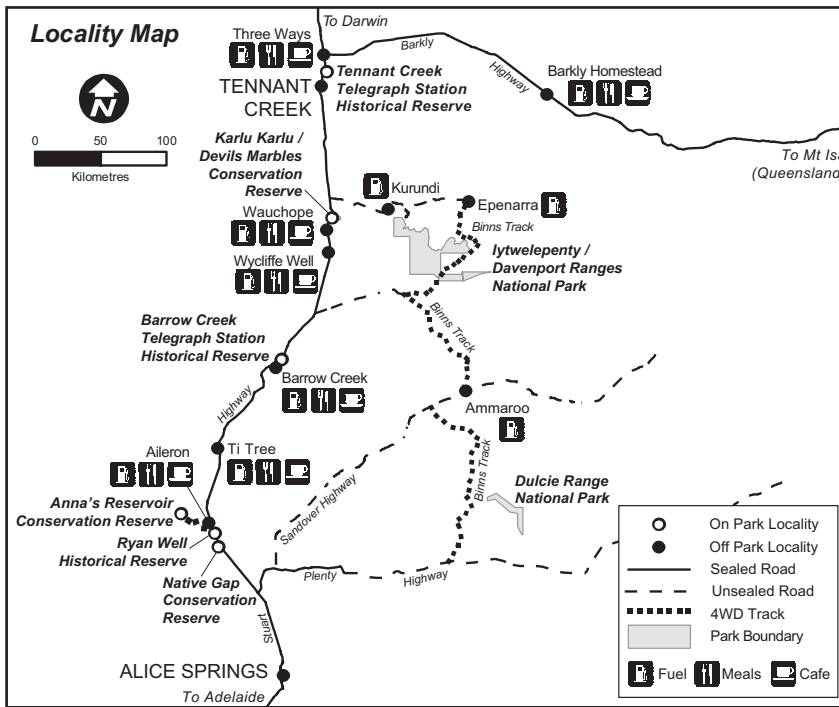 Locality Map
To Darwin
Three Ways
Barkly
Highway
Barkly Homestead
TENNANT
CREEK
Tennant Creek
Telegraph Station
Historical Reserve
N
0 50 100
Kilometres
To Mt Isa
(Queensland
Karlu Karlu /
Devils Marbles
Conservation
Reserve
Kurundi
Epenarra
Wauchope
Binns Track
Wycliffe Well
Iytwelepenty /
Davenport Ranges
National Park
Binns Track
Barrow Creek
Telegraph Station
Historical Reserve
Barrow Creek
Highway
Ammaroo
Aileron
Ti Tree
Binns Track
Sandover Highway
Dulcie Range
National Park
Anna's Reservoir
Conservation Reserve
Ryan Well
Historical Reserve
Native Gap
Conservation
Reserve
Plenty
Highway
Stuart
ALICE SPRINGS
To Adelaide
On Park Locality
Off Park Locality
Sealed Road
Unsealed Road
4WD Track
Park Boundary
Fuel Meals Cafe